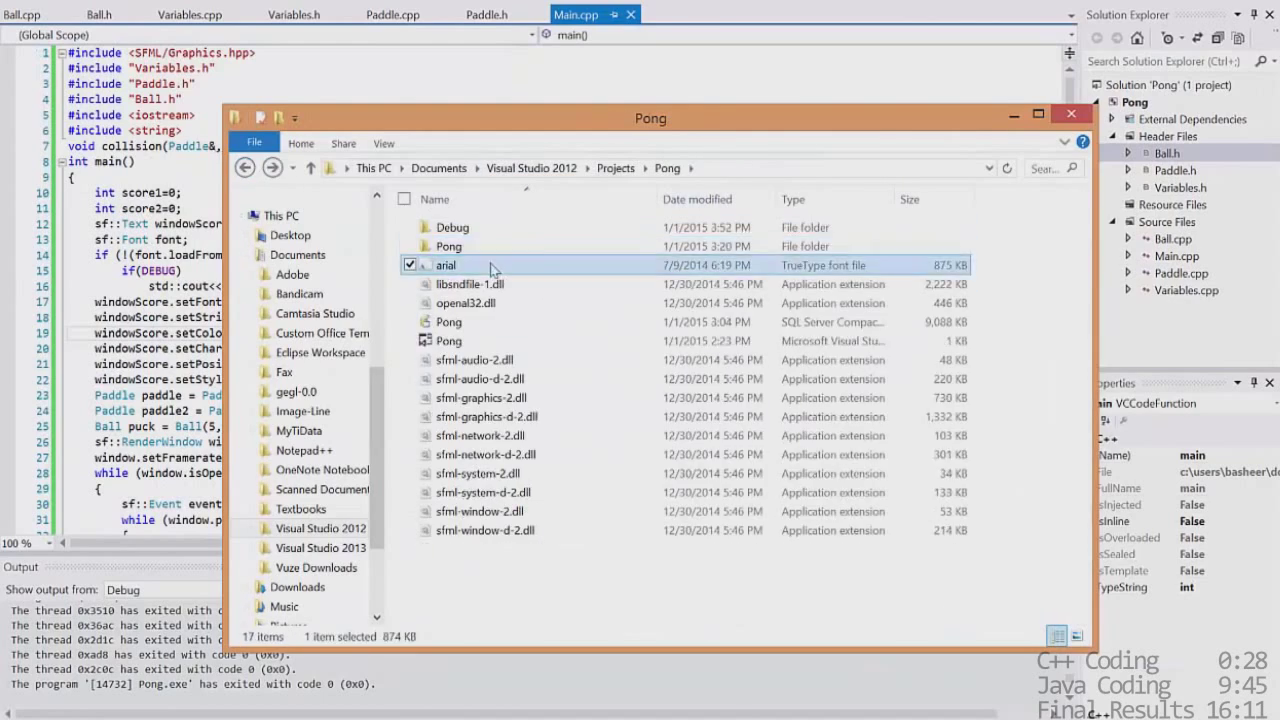 Ball.cpp Ball.h Variables.cpp Variables.h Paddle.cpp Paddle.h Main.cpp
(Global Scope) main()
1 #include <SFML/Graphics.hpp>
2 #include "Variables.h"
3 #include "Paddle.h"
4 #include "Ball.h"
5 #include <iostream>
6 #include <string>
7 void collision(Paddle&,
8 int main()
9 {
10 int score1=0;
11 int score2=0;
12 sf::Text windowScore
13 sf::Font font;
14 if (!(font.loadFrom
15 if(DEBUG)
16 std::cout<<
17 windowScore.setFont
18 windowScore.setStri
19 windowScore.setColo
20 windowScore.setChar
21 windowScore.setPosi
22 windowScore.setStyl
23 Paddle paddle = Pad
24 Paddle paddle2 = Pa
25 Ball puck = Ball(5,
26 sf::RenderWindow wi
27 window.setFramerate
28 while (window.isOpe
29 {
30 sf::Event event
31 while (window.p
100 %
Output
Show output from: Debug
The thread 0x3510 has exited with c
The thread 0x36ac has exited with co
The thread 0x2d1c has exited with co
The thread 0xad8 has exited with code 0 (0x0).
The thread 0x2c0c has exited with code 0 (0x0).
The program '[14732] Pong.exe' has exited with code 0 (0x0).
Pong
File Home Share View
This PC Documents Visual Studio 2012 Projects Pong
Sear...
This PC
Desktop
Documents
Adobe
Bandicam
Camtasia Studio
Custom Office Tem
Eclipse Workspace
Fax
gegl-0.0
Image-Line
MyTiData
Notepad++
OneNote Notebool
Scanned Document
Textbooks
Visual Studio 2012
Visual Studio 2013
Vuze Downloads
Downloads
Music
Name Date modified Type Size
Debug 1/1/2015 3:52 PM File folder
Pong 1/1/2015 3:20 PM File folder
arial 7/9/2014 6:19 PM TrueType font file 875 KB
libsndfile-1.dll 12/30/2014 5:46 PM Application extension 2,222 KB
openal32.dll 12/30/2014 5:46 PM Application extension 446 KB
Pong 1/1/2015 3:04 PM SQL Server Compac... 9,088 KB
Pong 1/1/2015 2:23 PM Microsoft Visual Stu... 1 KB
sfml-audio-2.dll 12/30/2014 5:46 PM Application extension 48 KB
sfml-audio-d-2.dll 12/30/2014 5:46 PM Application extension 220 KB
sfml-graphics-2.dll 12/30/2014 5:46 PM Application extension 730 KB
sfml-graphics-d-2.dll 12/30/2014 5:46 PM Application extension 1,332 KB
sfml-network-2.dll 12/30/2014 5:46 PM Application extension 103 KB
sfml-network-d-2.dll 12/30/2014 5:46 PM Application extension 301 KB
sfml-system-2.dll 12/30/2014 5:46 PM Application extension 34 KB
sfml-system-d-2.dll 12/30/2014 5:46 PM Application extension 133 KB
sfml-window-2.dll 12/30/2014 5:46 PM Application extension 53 KB
sfml-window-d-2.dll 12/30/2014 5:46 PM Application extension 214 KB
17 items 1 item selected 874 KB
Solution Explorer
Search Solution Explorer (Ctrl+;)
Solution 'Pong' (1 project)
Pong
External Dependencies
Header Files
Ball.h
Paddle.h
Variables.h
Resource Files
Source Files
Ball.cpp
Main.cpp
Paddle.cpp
Variables.cpp
Properties
main VCCodeFunction
C++
(Name) main
File c:\users\basheer\de
FullName main
IsInjected False
IsInline False
IsOverloaded False
IsSealed False
IsTemplate False
TypeString int
C++ Coding 0:28
Java Coding 9:45
Final Results 16:11
C++